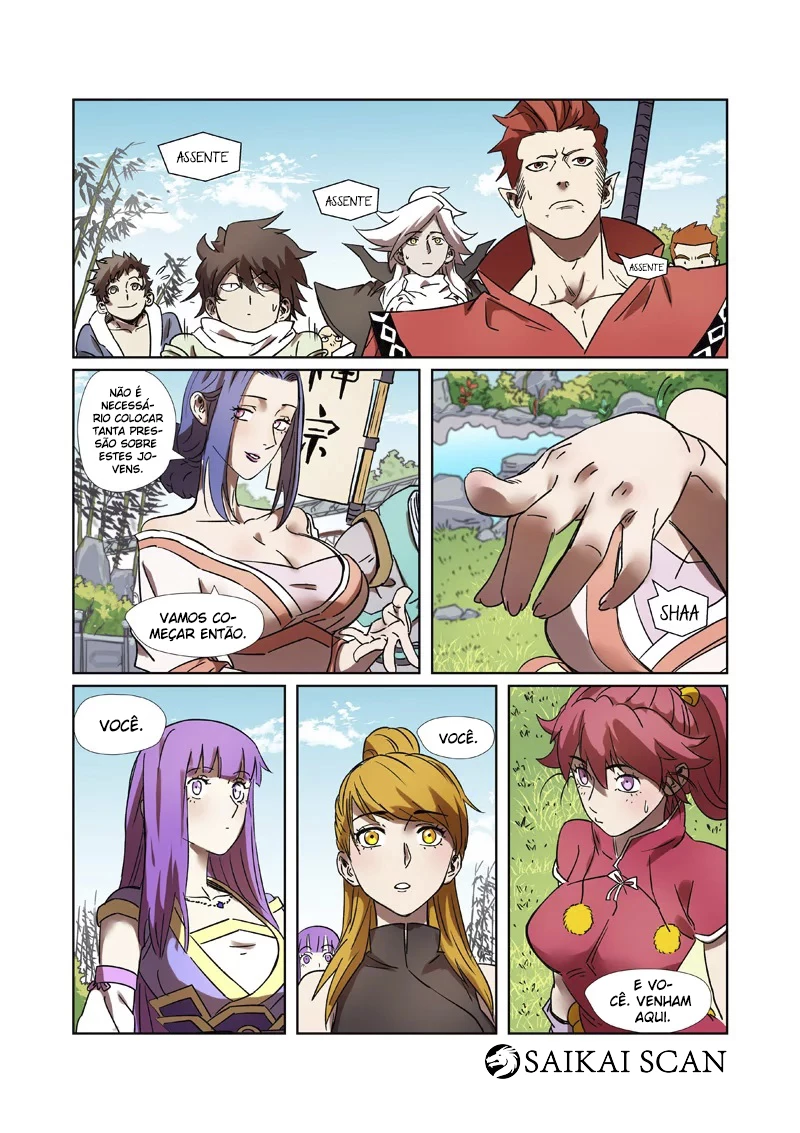 ASSENTE
ASSENTE
ASSENTE
NÃO É
NECESSÁ-
RIO COLOCAR
TANTA PRES-
SÃO SOBRE
ESTES JO-
VENS.
宗
VAMOS CO-
MEÇAR ENTÃO.
SHAA
VOCÊ.
VOCÊ.
E VO-
CÊ. VENHAM
AQUI.
SAIKAI SCAN